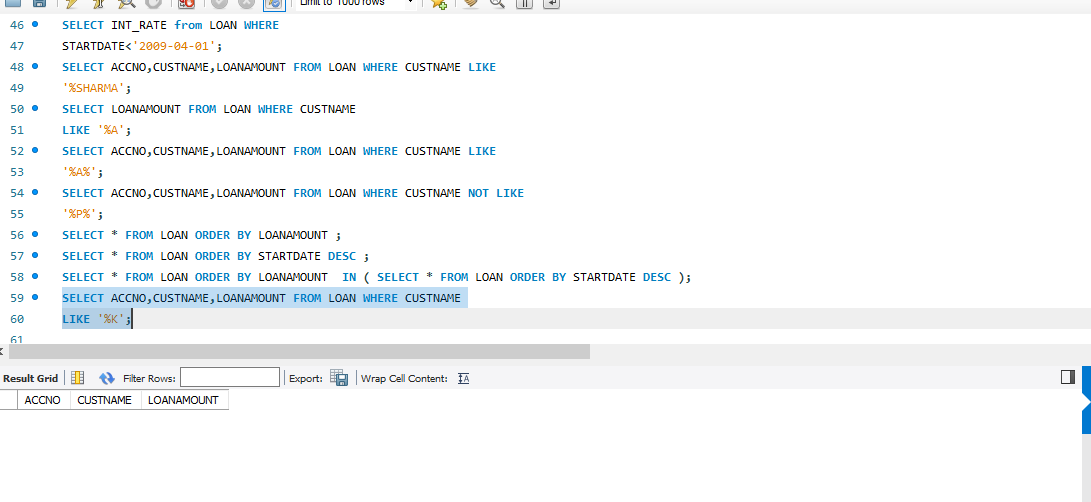 Limit to 1000 rows
46 SELECT INT_RATE from LOAN WHERE
47 STARTDATE<'2009-04-01';
48 SELECT ACCNO,CUSTNAME,LOANAMOUNT FROM LOAN WHERE CUSTNAME LIKE
49 '%SHARMA';
50 SELECT LOANAMOUNT FROM LOAN WHERE CUSTNAME
51 LIKE '%A';
52 SELECT ACCNO,CUSTNAME,LOANAMOUNT FROM LOAN WHERE CUSTNAME LIKE
53 '%A%';
54 SELECT ACCNO,CUSTNAME,LOANAMOUNT FROM LOAN WHERE CUSTNAME NOT LIKE
55 '%P%';
56 SELECT * FROM LOAN ORDER BY LOANAMOUNT ;
57 SELECT * FROM LOAN ORDER BY STARTDATE DESC ;
58 SELECT * FROM LOAN ORDER BY LOANAMOUNT  IN ( SELECT * FROM LOAN ORDER BY STARTDATE DESC );
59 SELECT ACCNO,CUSTNAME,LOANAMOUNT FROM LOAN WHERE CUSTNAME
60 LIKE '%K';
61
Result Grid Filter Rows: Export: Wrap Cell Content:
ACCNO CUSTNAME LOANAMOUNT